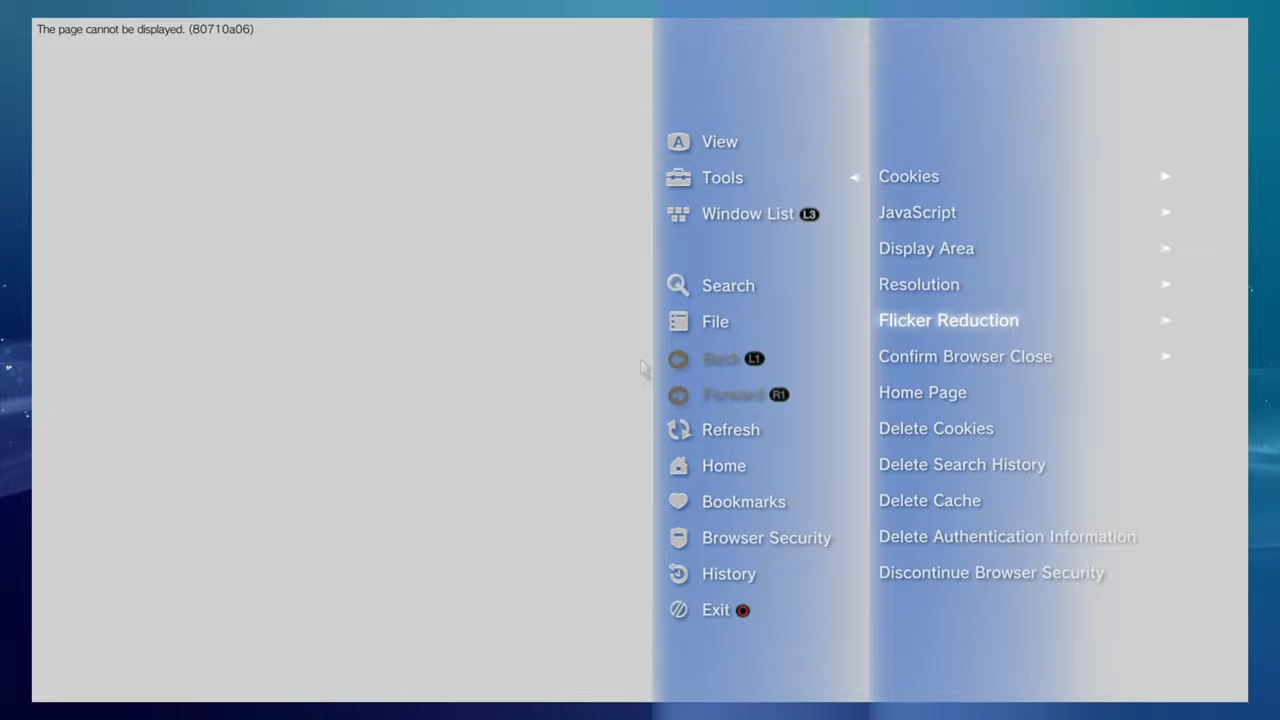 The page cannot be displayed. (80710a06)
A View
Tools
Window List L3
Search
File
Back L1
Forward R1
Refresh
Home
Bookmarks
Browser Security
History
Exit
Cookies
JavaScript
Display Area
Resolution
Flicker Reduction
Confirm Browser Close
Home Page
Delete Cookies
Delete Search History
Delete Cache
Delete Authentication Information
Discontinue Browser Security